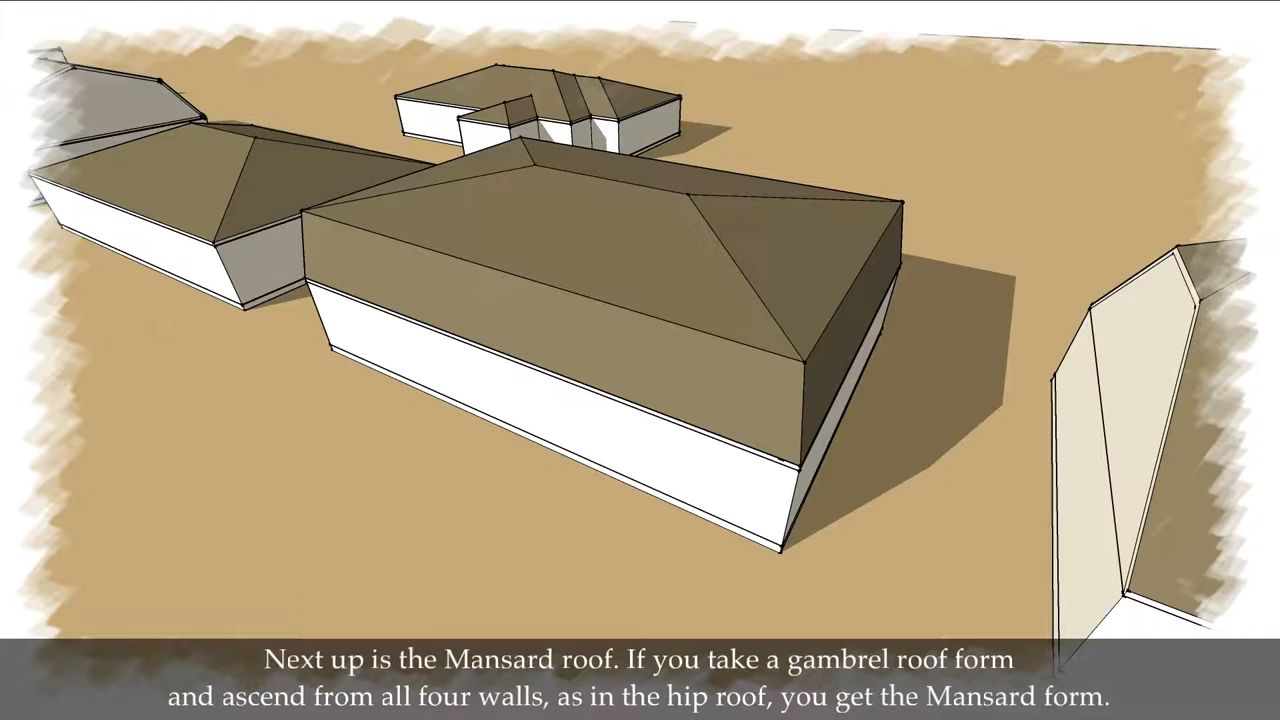 Next up is the Mansard roof. If you take a gambrel roof form
and ascend from all four walls, as in the hip roof, you get the Mansard form.